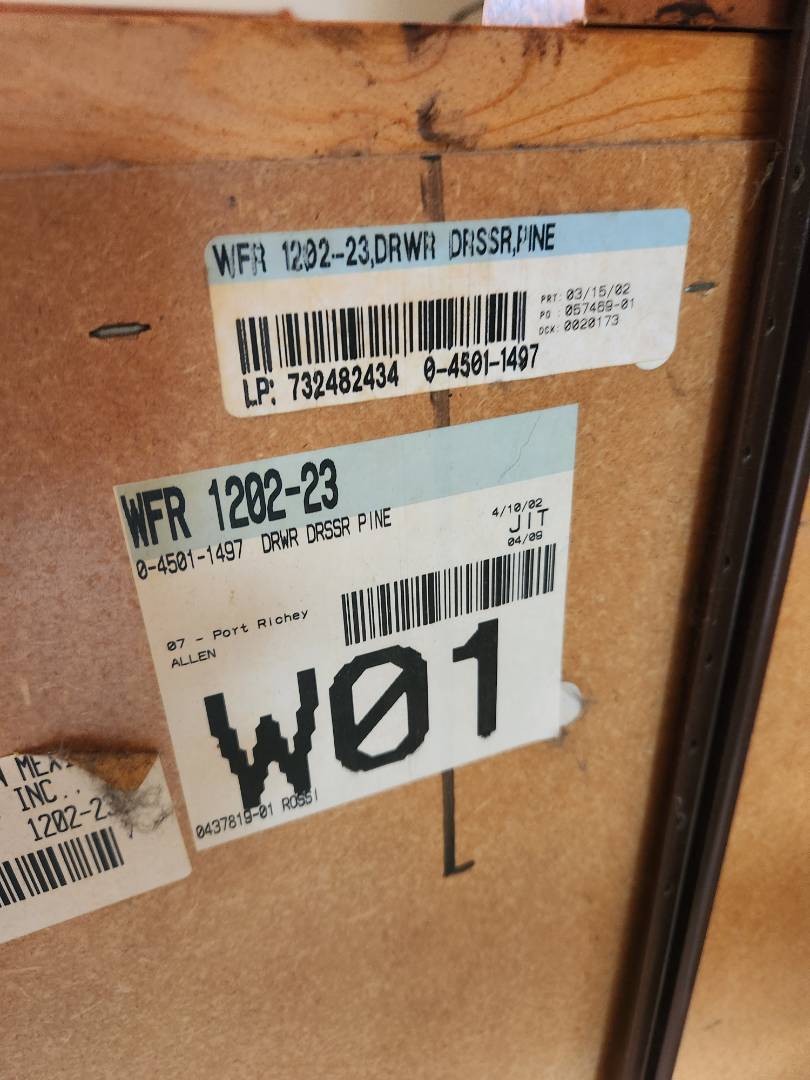 WFR 1202-23,DRWR DRSSR,PINE
PRT: 03/15/02
PO : 057469-01
DCK: 0020173
LP: 732482434 0-4501-1497
WFR 1202-23
0-4501-1497 DRWR DRSSR PINE
4/10/02
JIT
04/09
07 - Port Richey
ALLEN
W01
0437819-01 ROSSI
INC.
1202-2